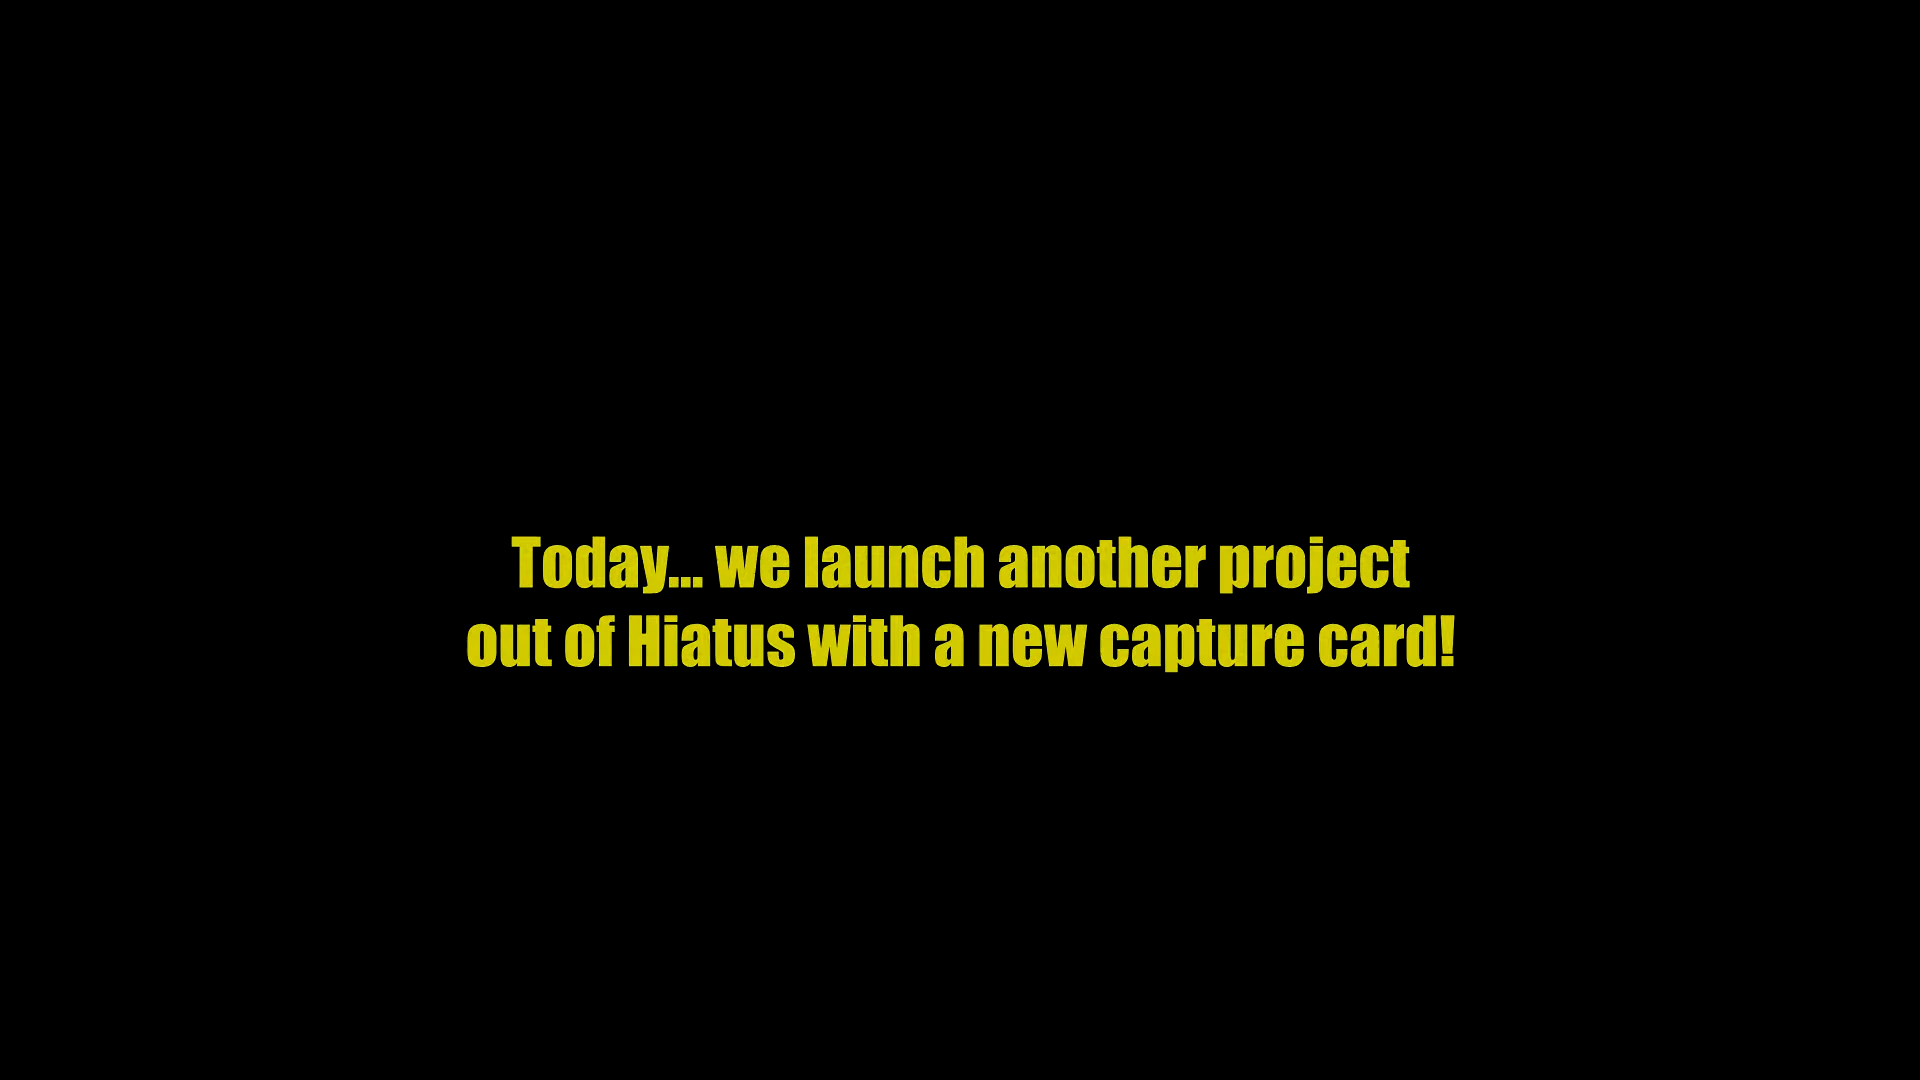 Today... we launch another project
out of Hiatus with a new capture card!